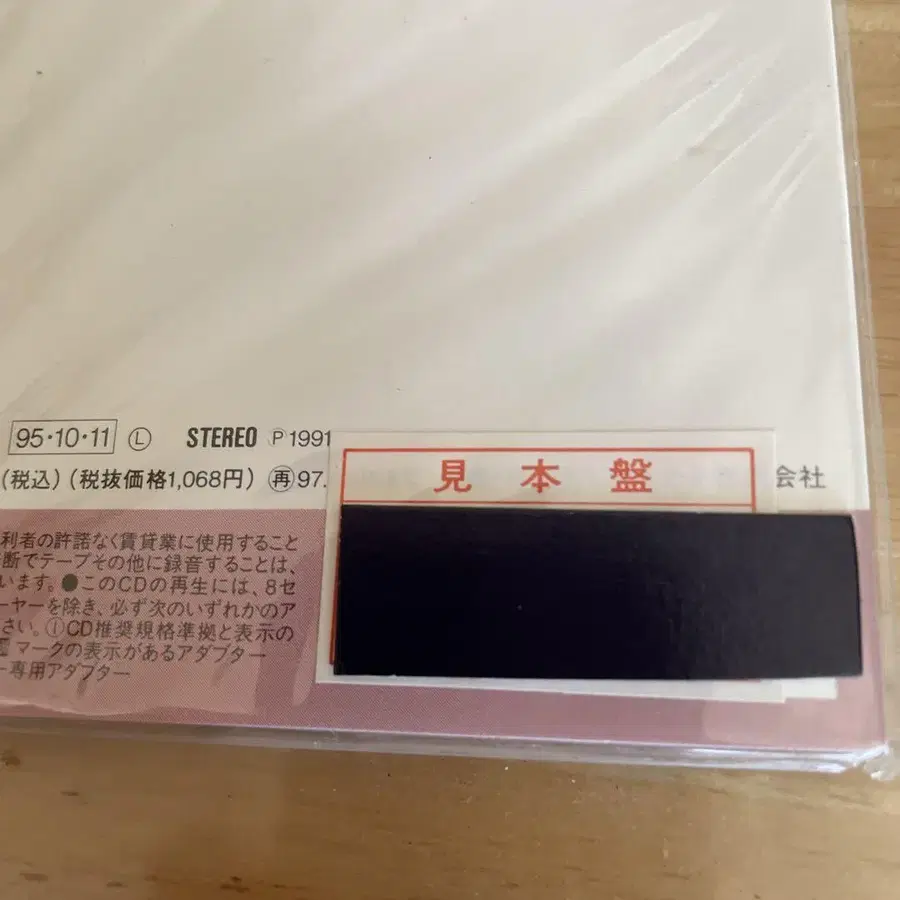 95・10・11 Ⓛ STEREO Ⓟ1991
(税込)(税抜価格1,068円) ㊥97.
見本盤
会社
利者の許諾なく賃貸業に使用すること
断でテープその他に録音することは、
います。●このCDの再生には、8セ
ーヤーを除き、必ず次のいずれかのア
さい。①CD推奨規格準拠と表示の
マークの表示があるアダプター
ー専用アダプター